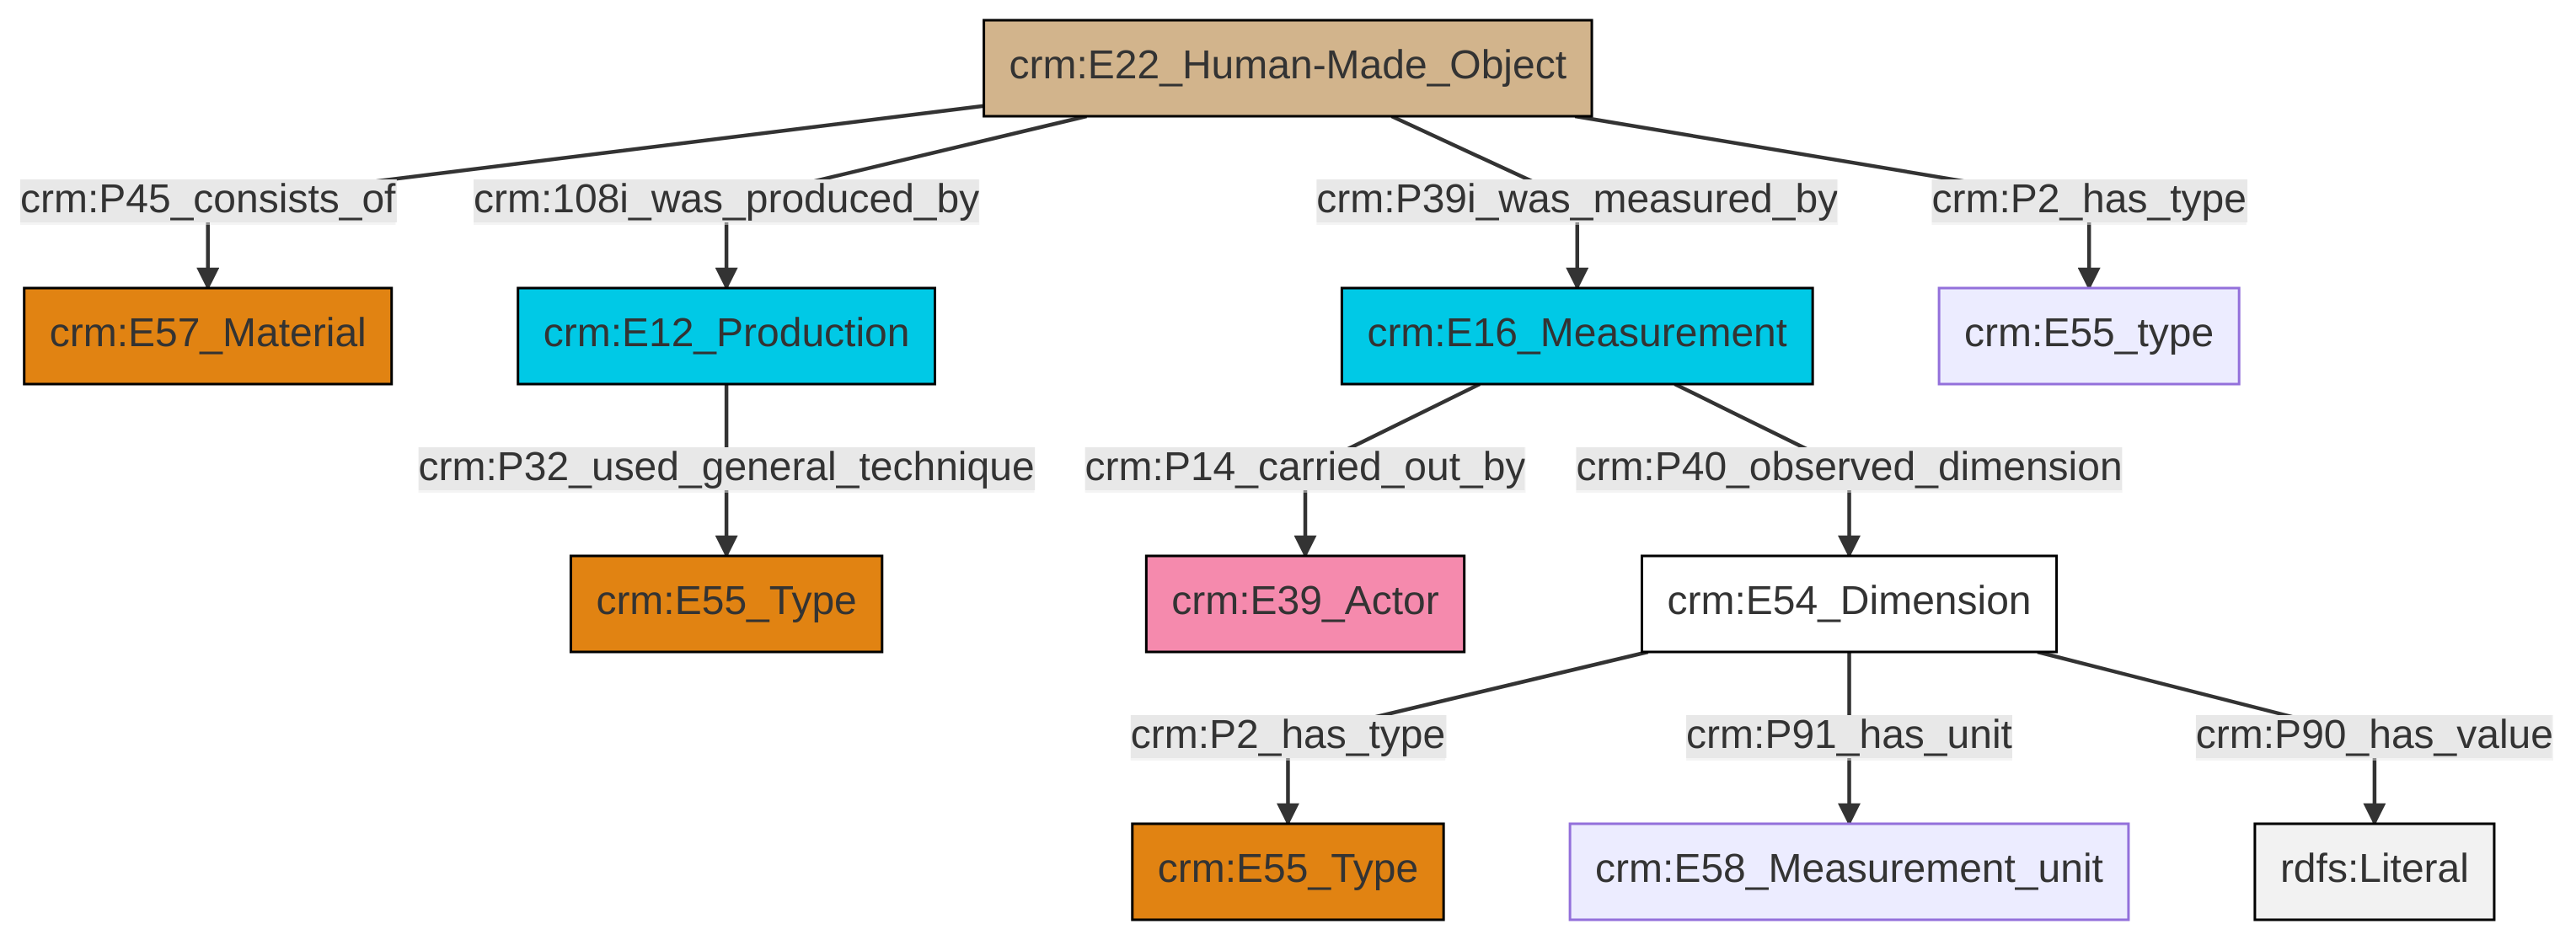 crm:E22_Human-Made_Object
crm:P45_consists_of
crm:108i_was_produced_by
crm:P39i_was_measured_by
crm:P2_has_type
crm:E57_Material
crm:E12_Production
crm:E16_Measurement
crm:E55_type
crm:P32_used_general_technique
crm:P14_carried_out_by
crm:P40_observed_dimension
crm:E55_Type
crm:E39_Actor
crm:E54_Dimension
crm:P2_has_type
crm:P91_has_unit
crm:P90_has_value
crm:E55_Type
crm:E58_Measurement_unit
rdfs:Literal